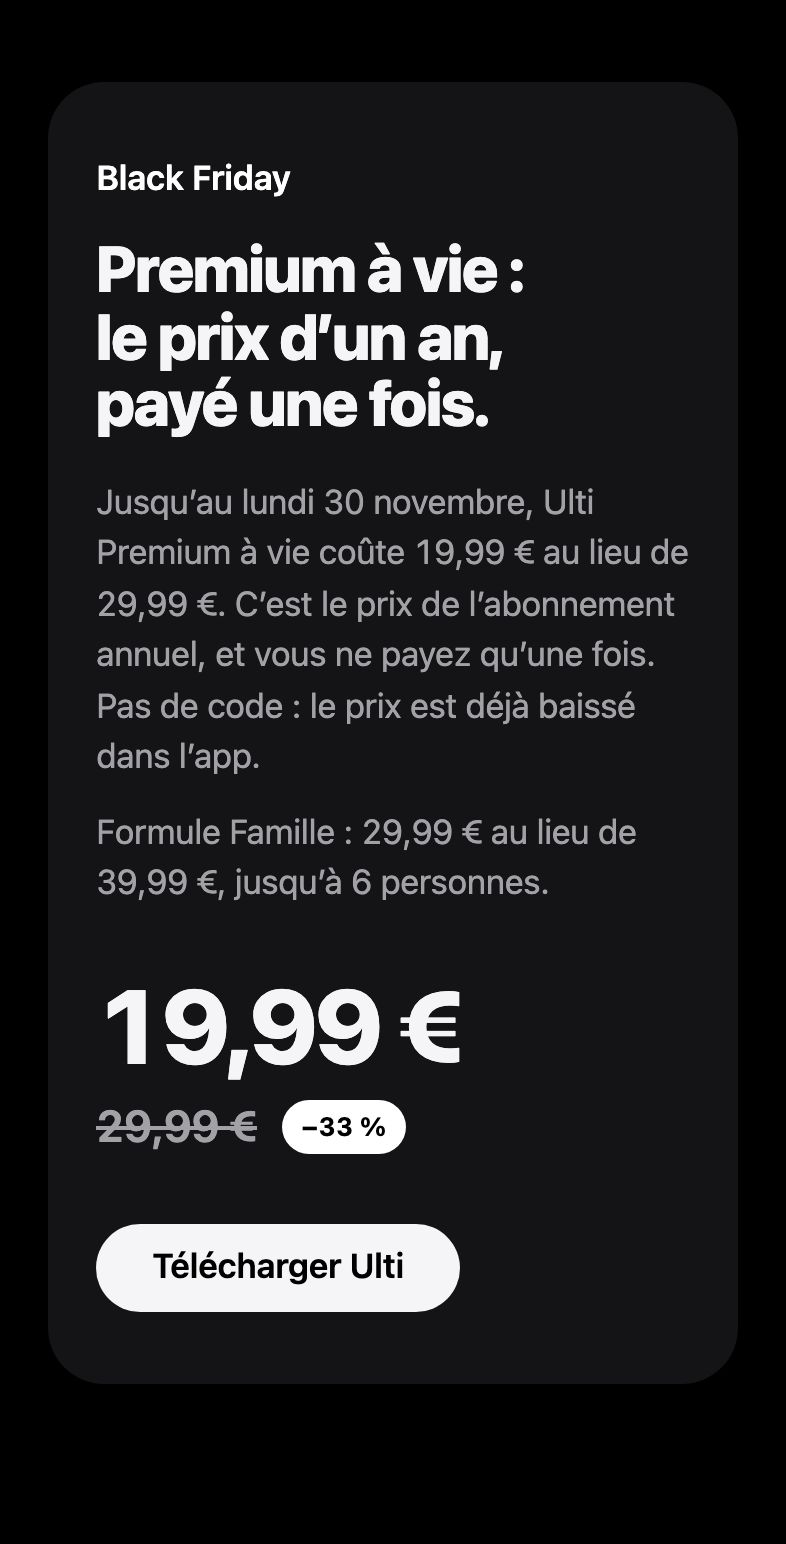 Black Friday
Premium à vie :
le prix d’un an,
payé une fois.
Jusqu’au lundi 30 novembre, Ulti
Premium à vie coûte 19,99 € au lieu de
29,99 €. C’est le prix de l’abonnement
annuel, et vous ne payez qu’une fois.
Pas de code : le prix est déjà baissé
dans l’app.
Formule Famille : 29,99 € au lieu de
39,99 €, jusqu’à 6 personnes.
19,99 €
29,99 € −33 %
Télécharger Ulti